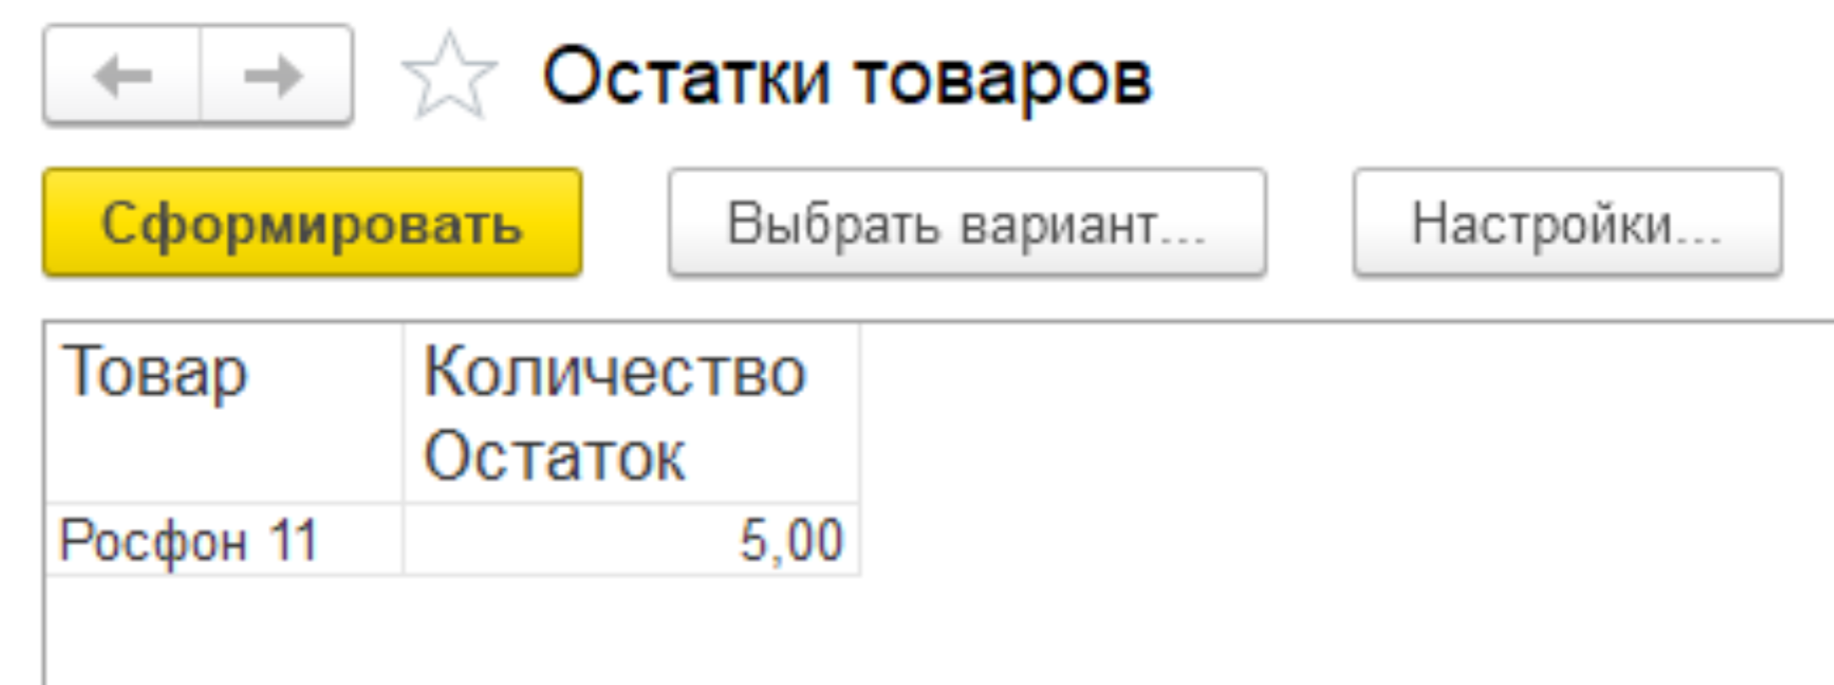 Остатки товаров
Сформировать Выбрать вариант... Настройки...
Товар Количество
Остаток
Росфон 11 5,00